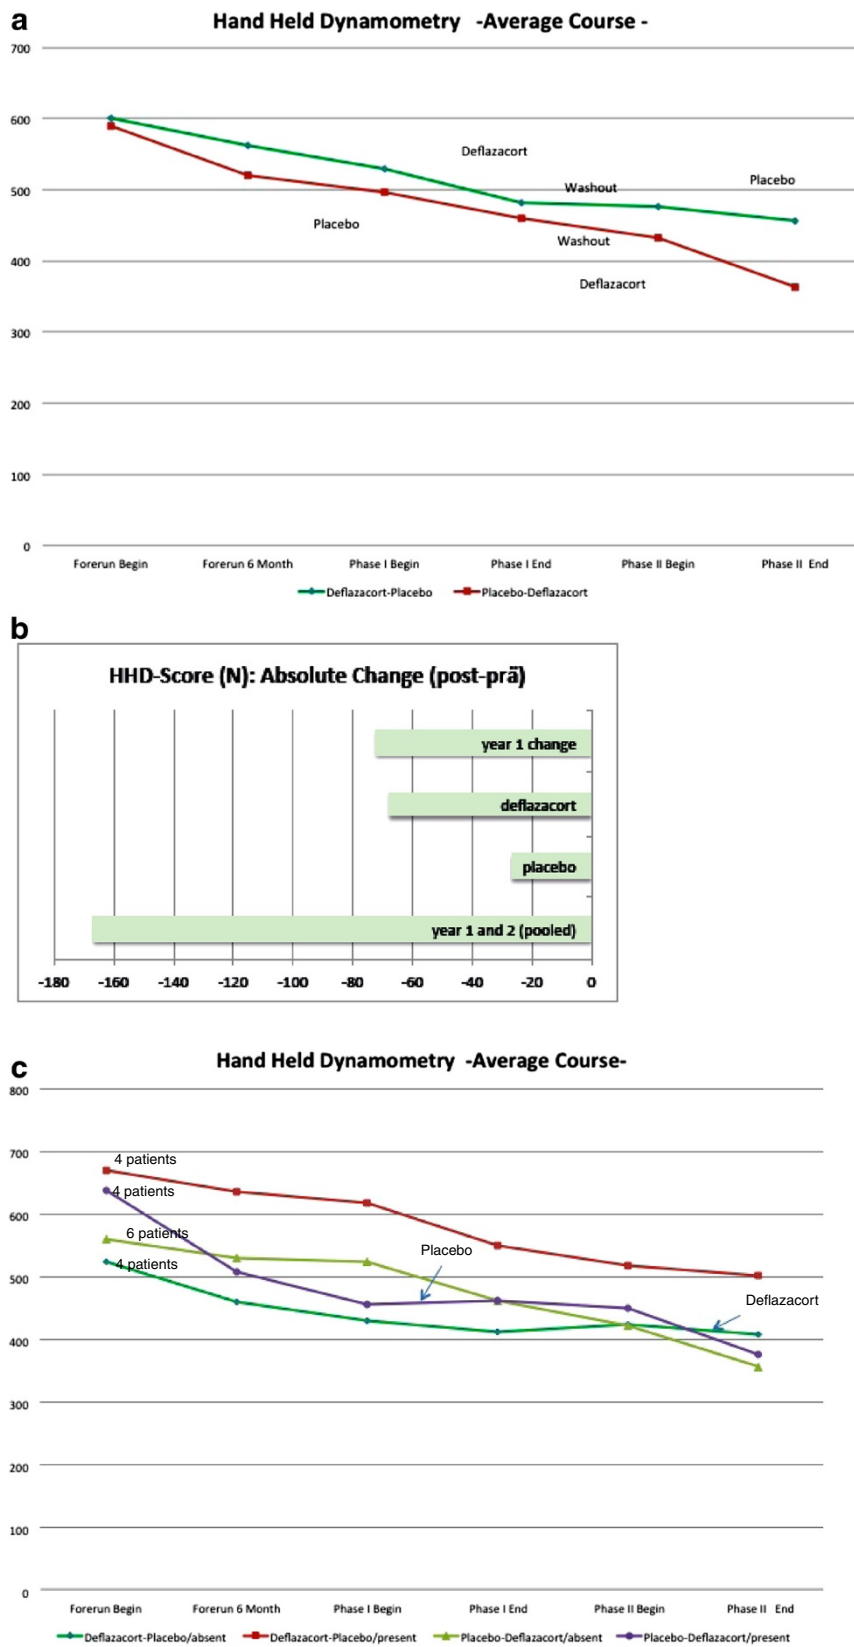 a
Hand Held Dynamometry -Average Course -
700
600
500
400
300
200
100
0
Deflazacort
Washout
Placebo
Placebo
Washout
Deflazacort
Forerun Begin Forerun 6 Month Phase I Begin Phase I End Phase II Begin Phase II End
Deflazacort-Placebo Placebo-Deflazacort
b
HHD-Score (N): Absolute Change (post-prä)
year 1 change
deflazacort
placebo
year 1 and 2 (pooled)
-180 -160 -140 -120 -100 -80 -60 -40 -20 0
c
Hand Held Dynamometry -Average Course-
800
700
600
500
400
300
200
100
0
4 patients
4 patients
6 patients
4 patients
Placebo
Deflazacort
Forerun Begin Forerun 6 Month Phase I Begin Phase I End Phase II Begin Phase II End
Deflazacort-Placebo/absent Deflazacort-Placebo/present Placebo-Deflazacort/absent Placebo-Deflazacort/present